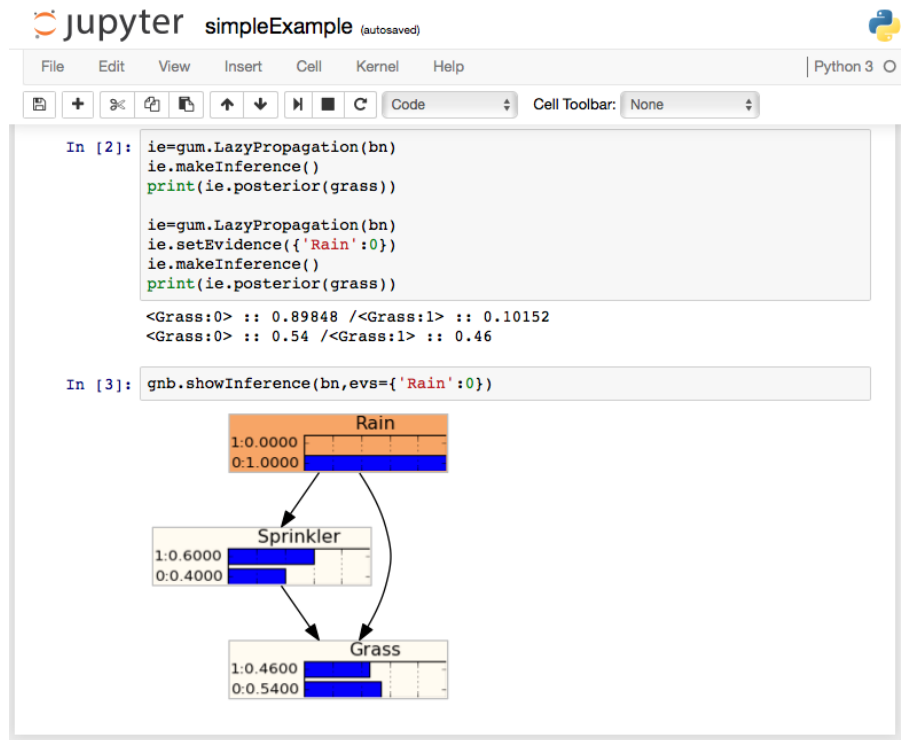 jupyter simpleExample (autosaved)
File Edit View Insert Cell Kernel Help Python 3
Code Cell Toolbar: None
In [2]: ie=gum.LazyPropagation(bn)
ie.makeInference()
print(ie.posterior(grass))
ie=gum.LazyPropagation(bn)
ie.setEvidence({'Rain':0})
ie.makeInference()
print(ie.posterior(grass))
<Grass:0> :: 0.89848 /<Grass:1> :: 0.10152
<Grass:0> :: 0.54 /<Grass:1> :: 0.46
In [3]: gnb.showInference(bn,evs={'Rain':0})
Rain
1:0.0000
0:1.0000
Sprinkler
1:0.6000
0:0.4000
Grass
1:0.4600
0:0.5400